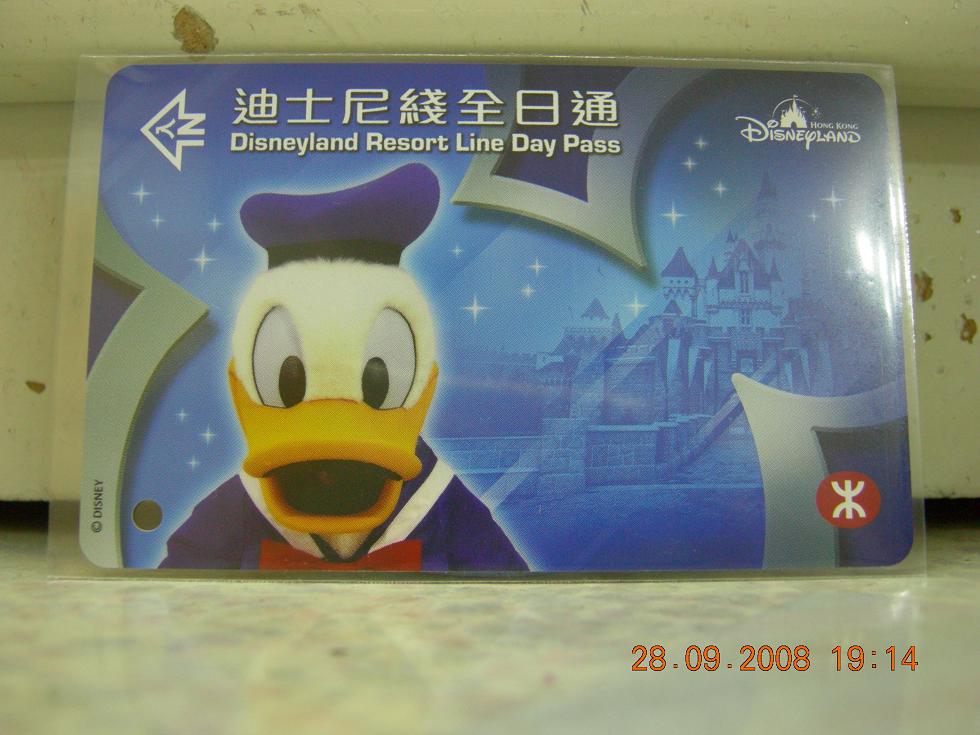 迪士尼綫全日通
Disneyland Resort Line Day Pass
HONG KONG
DISNEYLAND
IN
© DISNEY
28.09.2008 19:14